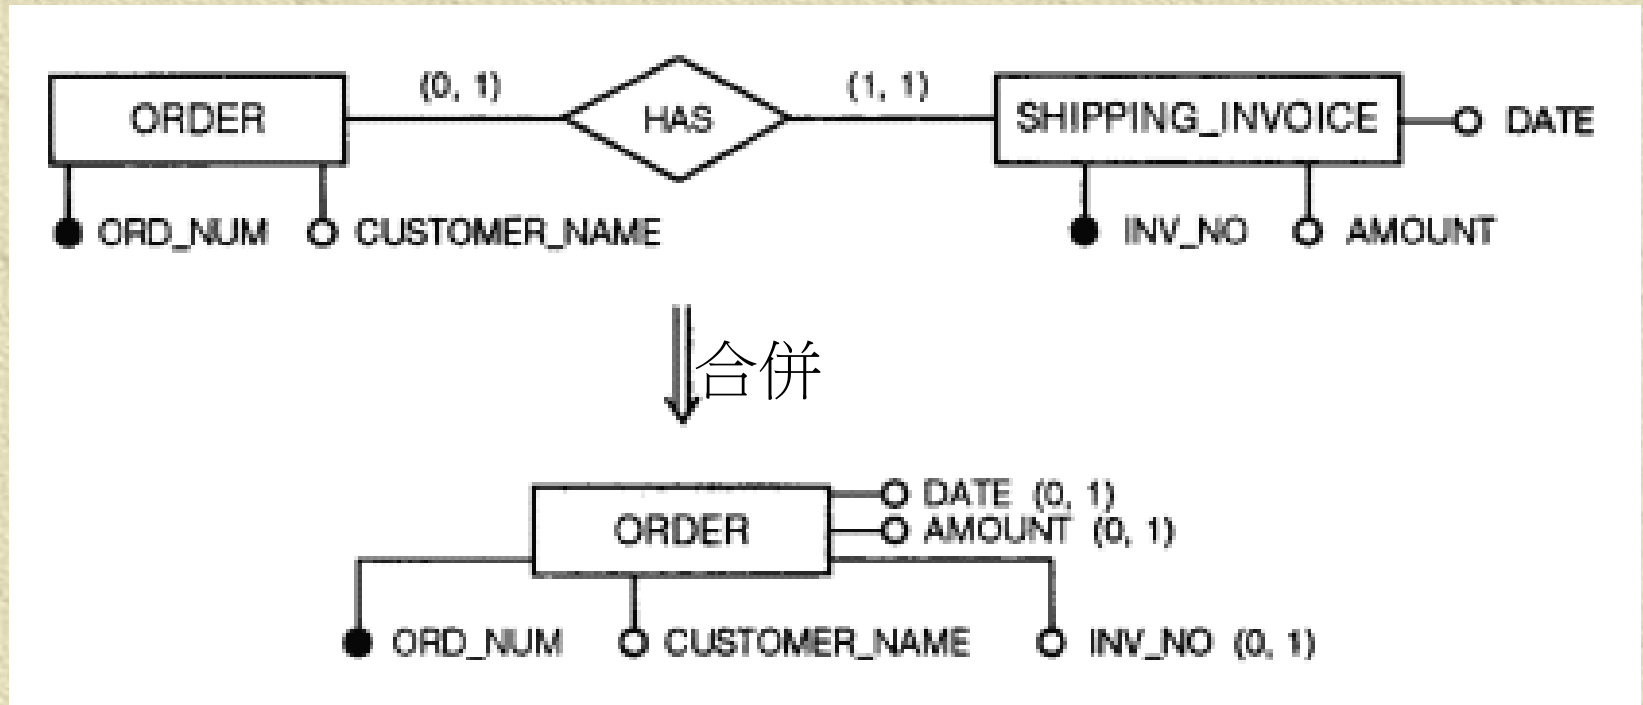 (0, 1)
(1, 1)
ORDER
HAS
SHIPPING_INVOICE
DATE
ORD_NUM
CUSTOMER_NAME
INV_NO
AMOUNT
合併
DATE (0, 1)
ORDER
AMOUNT (0, 1)
ORD_NUM
CUSTOMER_NAME
INV_NO (0, 1)